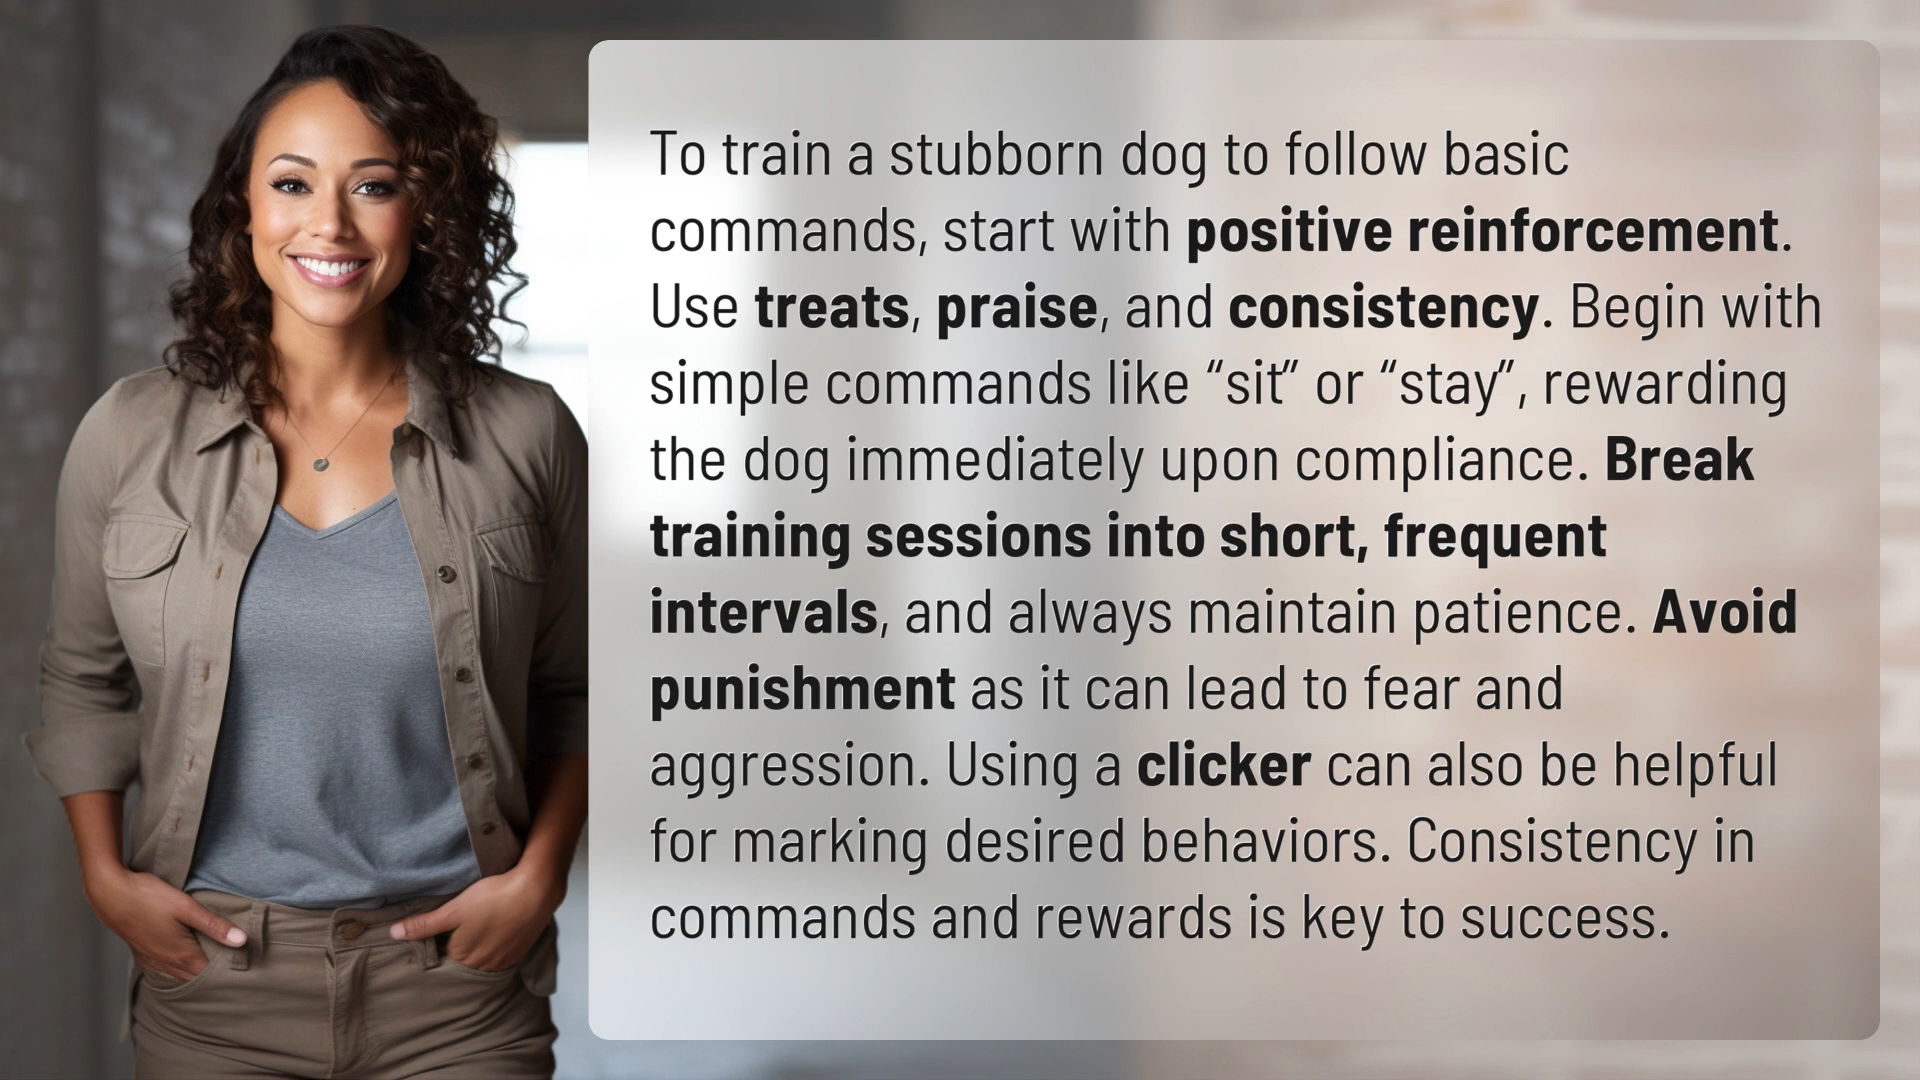 To train a stubborn dog to follow basic
commands, start with positive reinforcement.
Use treats, praise, and consistency. Begin with
simple commands like “sit” or “stay”, rewarding
the dog immediately upon compliance. Break
training sessions into short, frequent
intervals, and always maintain patience. Avoid
punishment as it can lead to fear and
aggression. Using a clicker can also be helpful
for marking desired behaviors. Consistency in
commands and rewards is key to success.